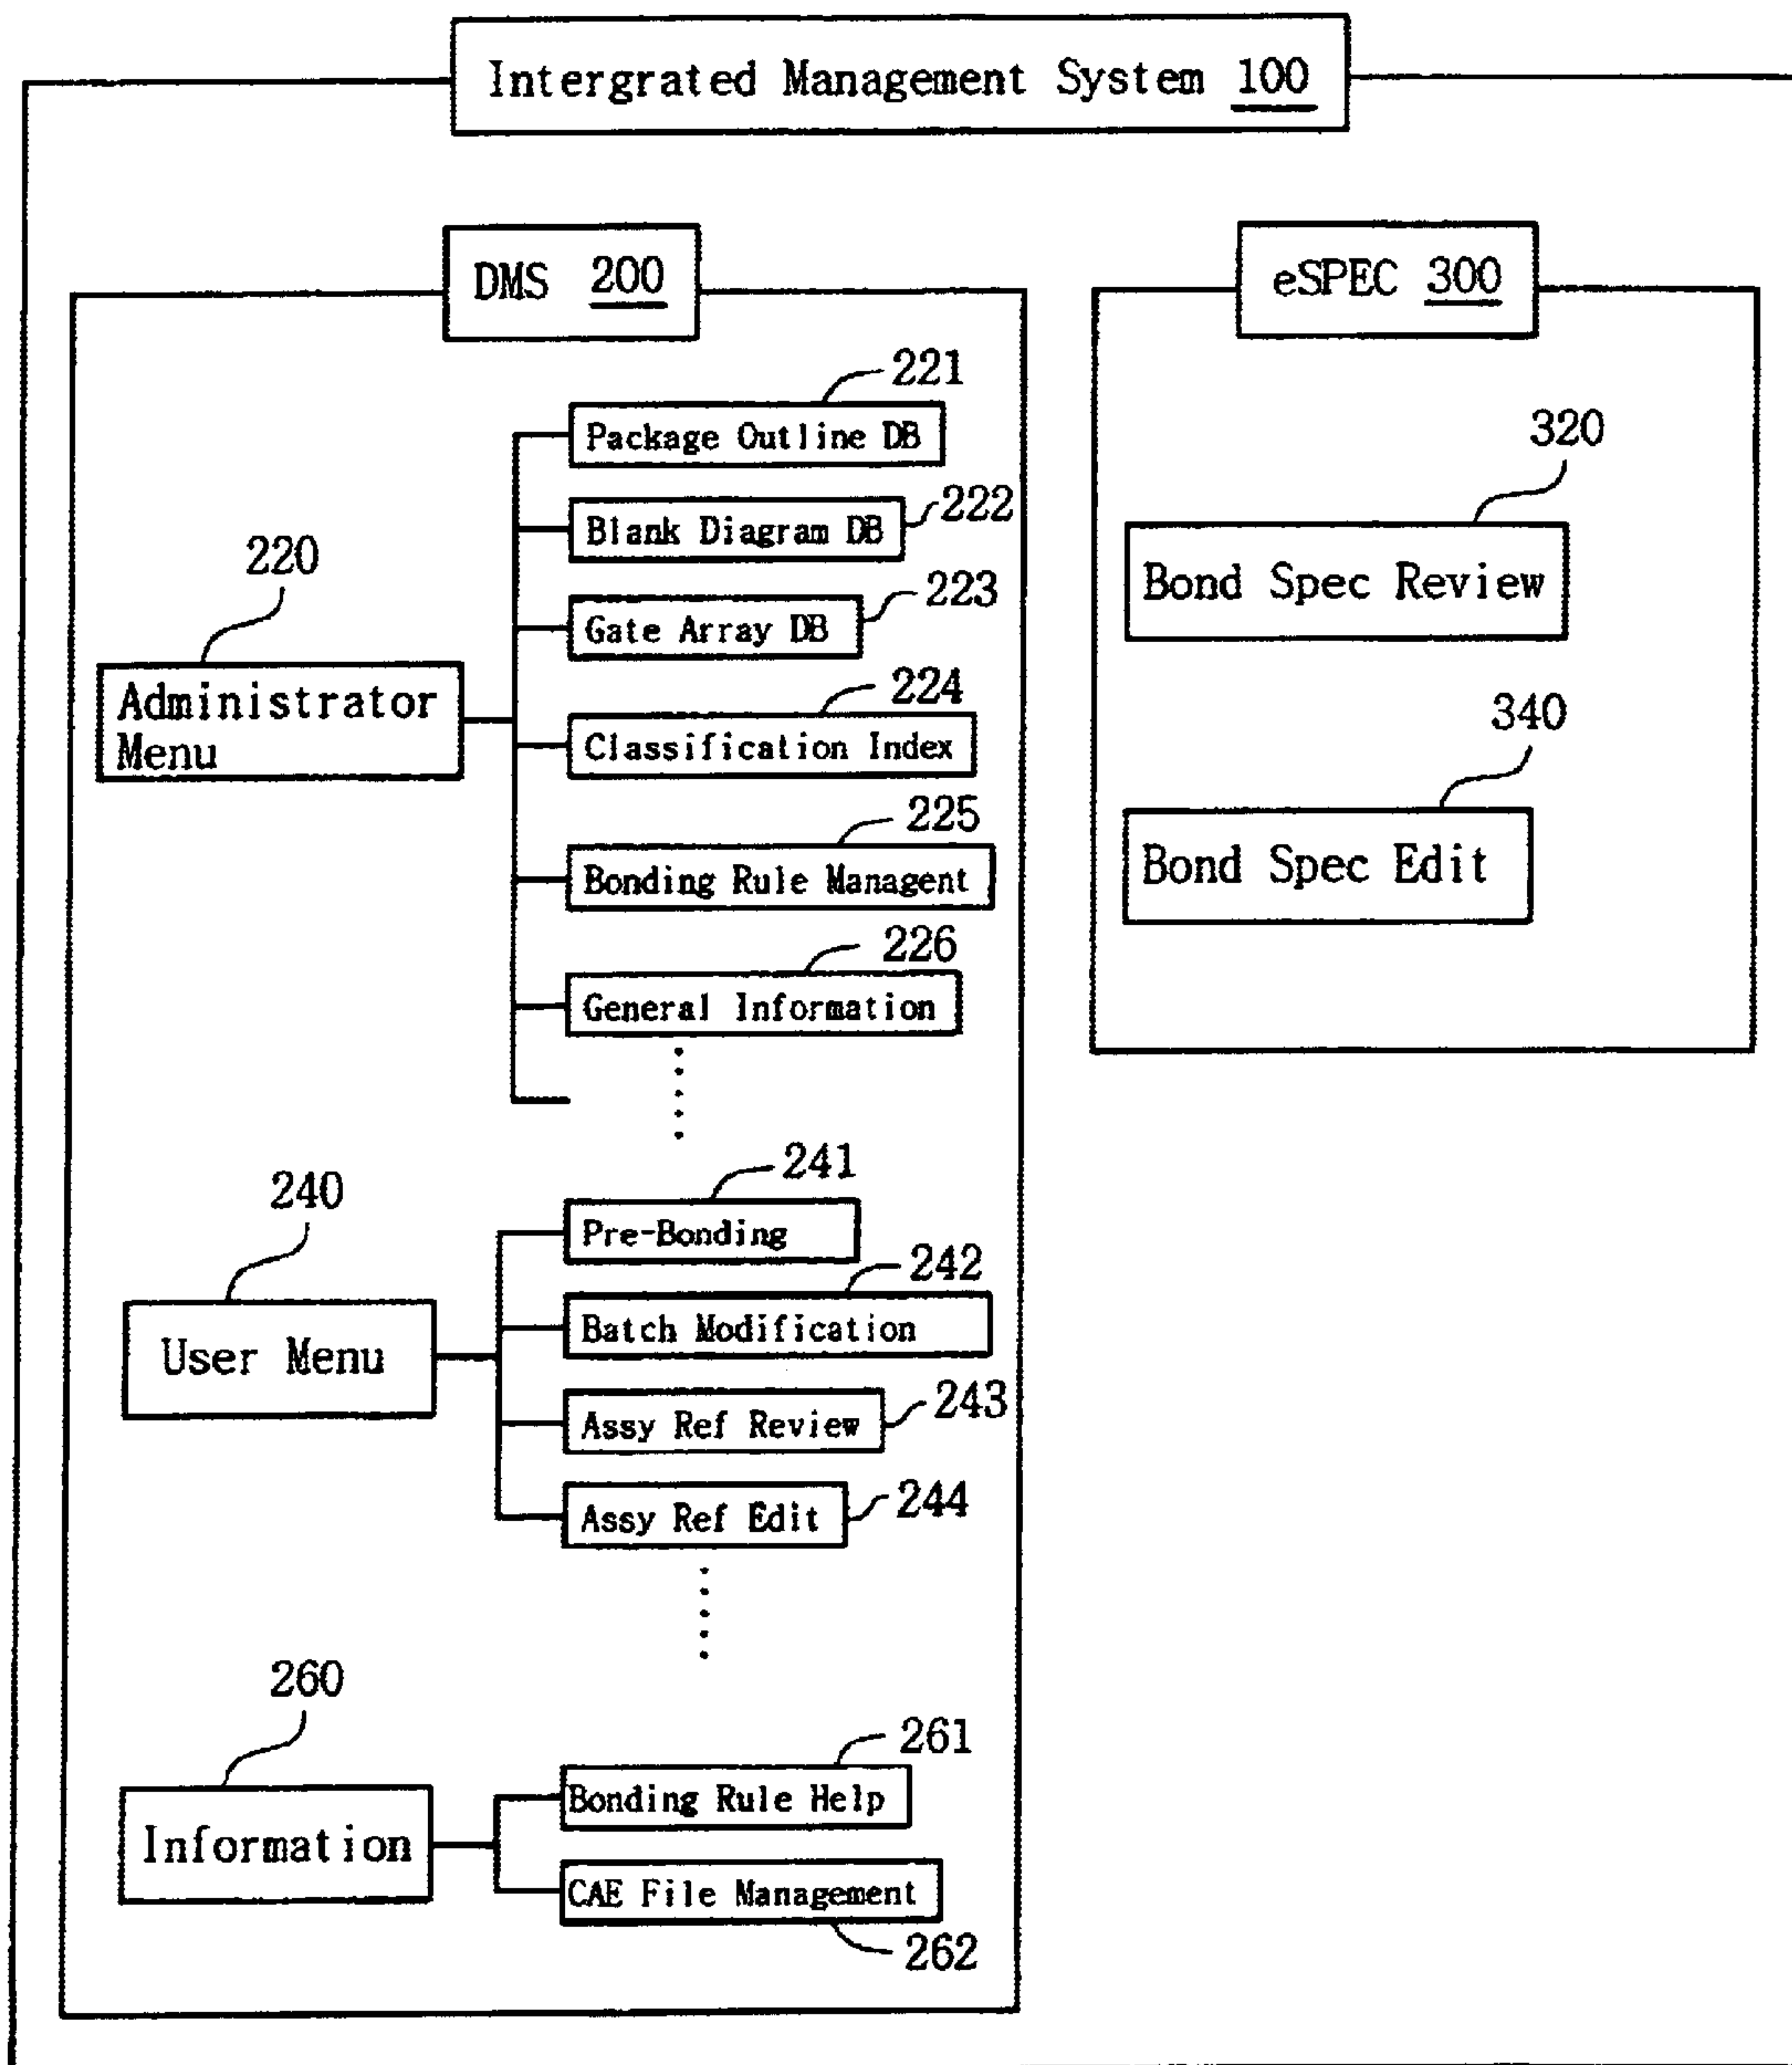 Intergrated Management System 100
DMS 200
eSPEC 300
221
Package Outline DB
222
Blank Diagram DB
223
Gate Array DB
220
Administrator
Menu
224
Classification Index
225
Bonding Rule Managent
226
General Information
240
User Menu
241
Pre-Bonding
242
Batch Modification
243
Assy Ref Review
244
Assy Ref Edit
260
Information
261
Bonding Rule Help
CAE File Management
262
320
Bond Spec Review
340
Bond Spec Edit